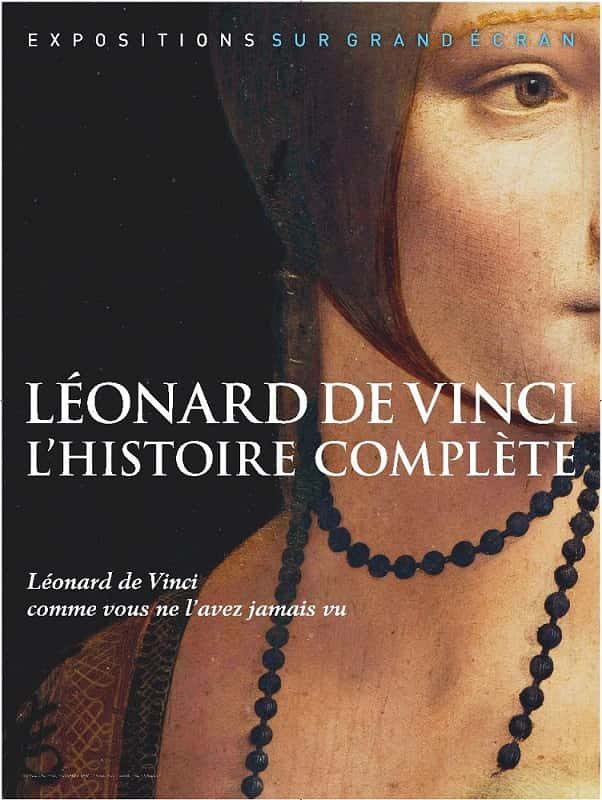 EXPOSITIONS SUR GRAND ÉCRAN
LÉONARD DE VINCI
L'HISTOIRE COMPLÈTE
Léonard de Vinci
comme vous ne l'avez jamais vu